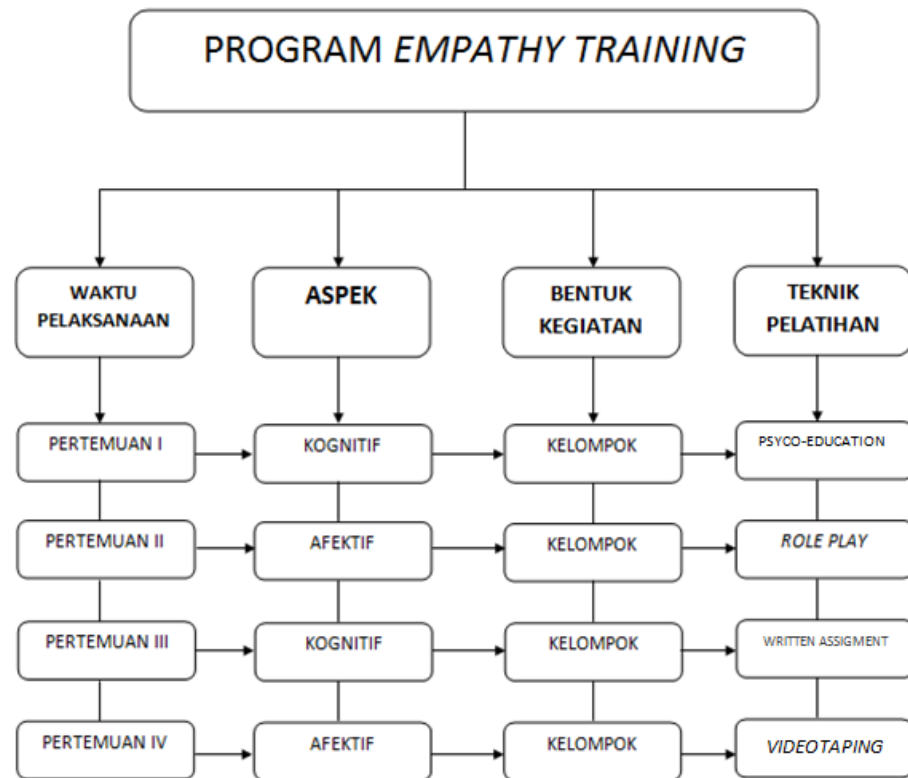 PROGRAM EMPATHY TRAINING
WAKTU
PELAKSANAAN
ASPEK
BENTUK
KEGIATAN
TEKNIK
PELATIHAN
PERTEMUAN I
KOGNITIF
KELOMPOK
PSYCO-EDUCATION
PERTEMUAN II
AFEKTIF
KELOMPOK
ROLE PLAY
PERTEMUAN III
KOGNITIF
KELOMPOK
WRITTEN ASSIGMENT
PERTEMUAN IV
AFEKTIF
KELOMPOK
VIDEOTAPING